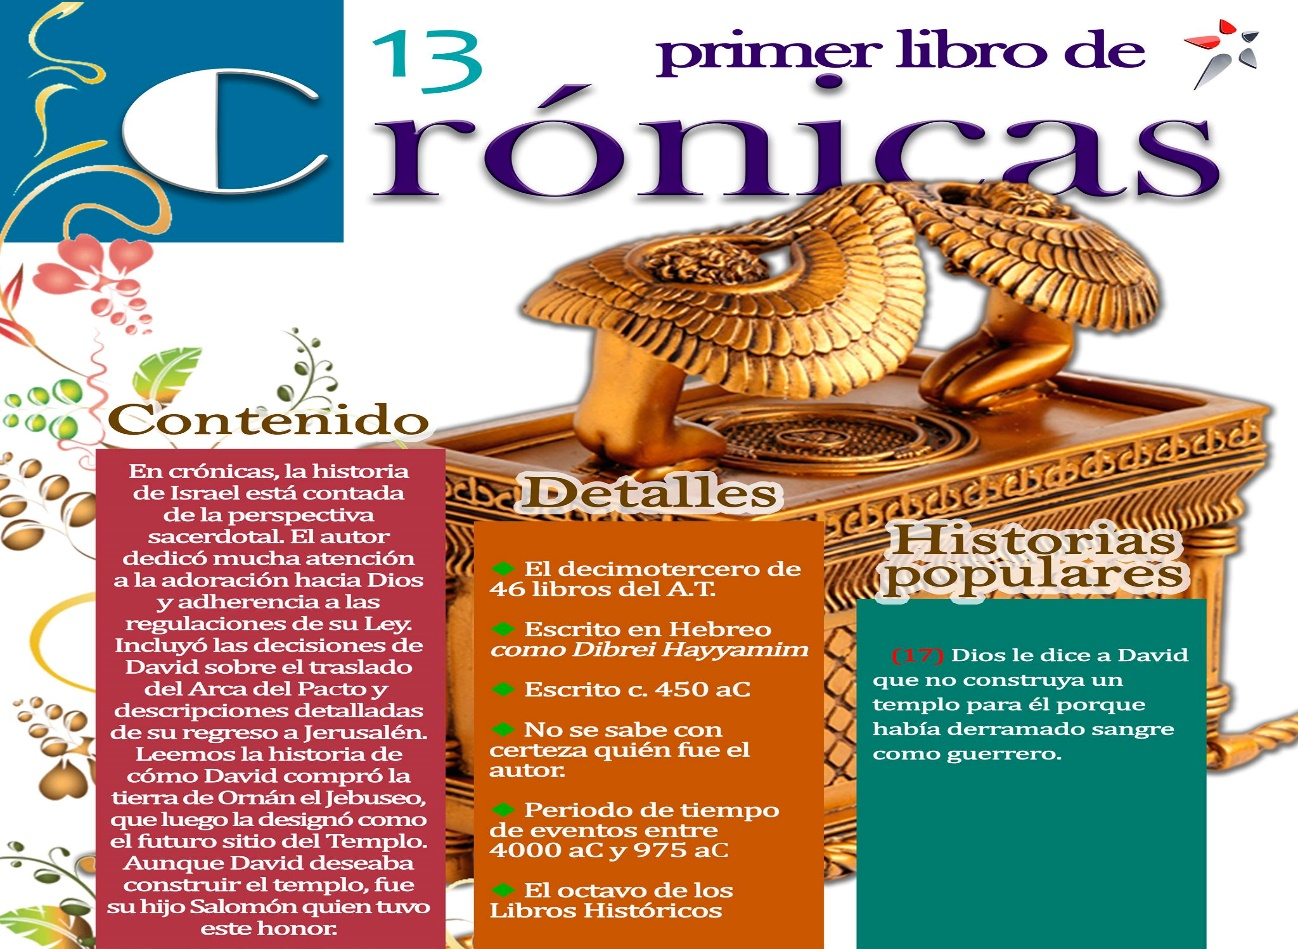 13
primer libro de
Crónicas
Contenido
En crónicas, la historia
de Israel está contada
de la perspectiva
sacerdotal. El autor
dedicó mucha atención
a la adoración hacia Dios
y adherencia a las
regulaciones de su Ley.
Incluyó las decisiones de
David sobre el traslado
del Arca del Pacto y
descripciones detalladas
de su regreso a Jerusalén.
Leemos la historia de
cómo David compró la
tierra de Ornán el Jebuseo,
que luego la designó como
el futuro sitio del Templo.
Aunque David deseaba
construir el templo, fue
su hijo Salomón quien tuvo
este honor.
Detalles
◆ El decimotercero de
46 libros del A.T.
◆ Escrito en Hebreo
como Dibrei Hayyamim
◆ Escrito c. 450 aC
◆ No se sabe con
certeza quién fue el
autor.
◆ Periodo de tiempo
de eventos entre
4000 aC y 975 aC
◆ El octavo de los
Libros Históricos
Historias
populares
(17) Dios le dice a David
que no construya un
templo para él porque
había derramado sangre
como guerrero.